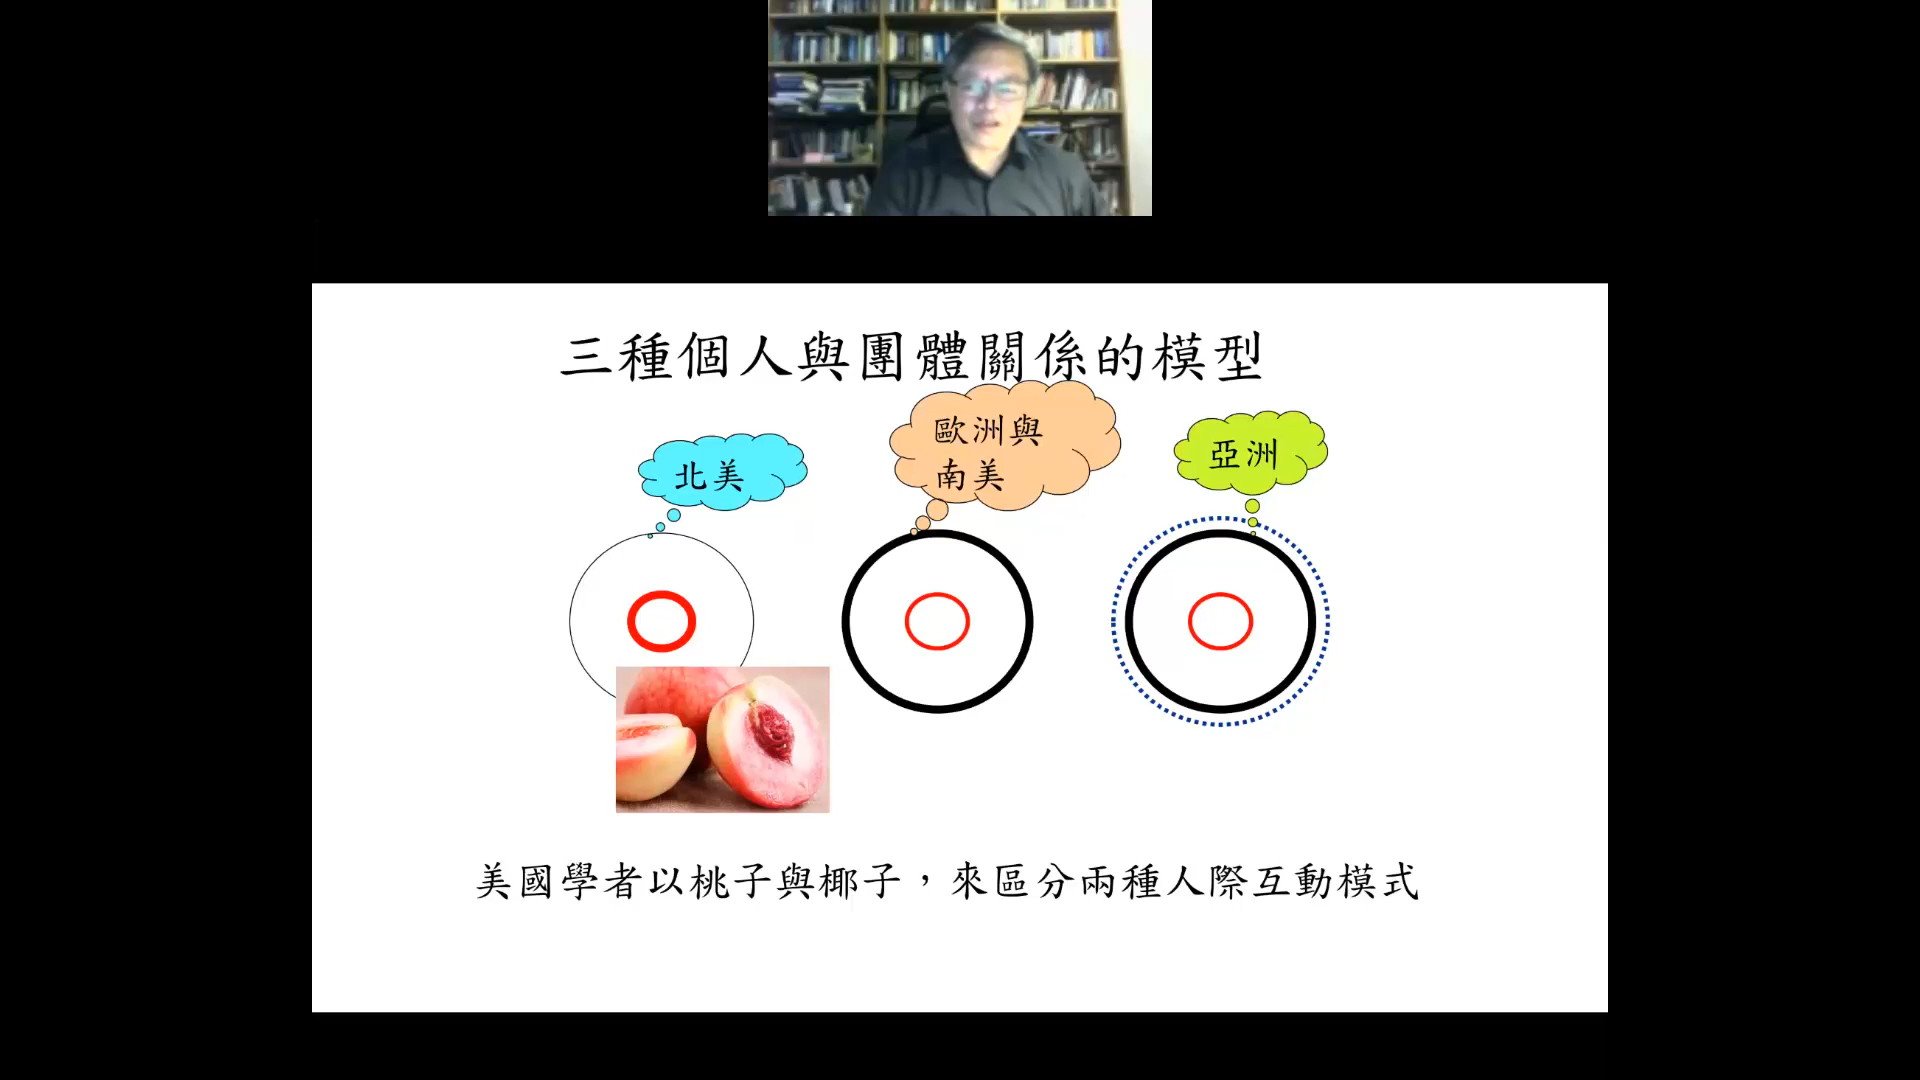 三種個人與團體關係的模型
北美
歐洲與
南美
亞洲
美國學者以桃子與椰子，來區分兩種人際互動模式